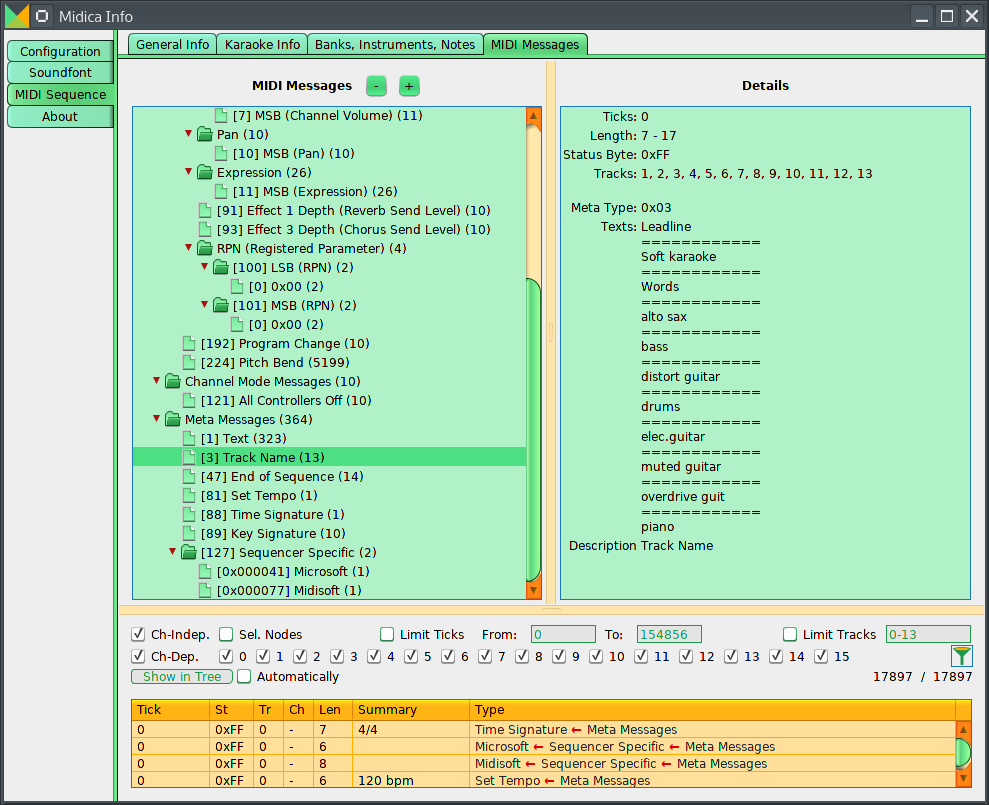 Midica Info
Configuration
Soundfont
MIDI Sequence
About
General Info
Karaoke Info
Banks, Instruments, Notes
MIDI Messages
MIDI Messages - +
[7] MSB (Channel Volume) (11)
Pan (10)
[10] MSB (Pan) (10)
Expression (26)
[11] MSB (Expression) (26)
[91] Effect 1 Depth (Reverb Send Level) (10)
[93] Effect 3 Depth (Chorus Send Level) (10)
RPN (Registered Parameter) (4)
[100] LSB (RPN) (2)
[0] 0x00 (2)
[101] MSB (RPN) (2)
[0] 0x00 (2)
[192] Program Change (10)
[224] Pitch Bend (5199)
Channel Mode Messages (10)
[121] All Controllers Off (10)
Meta Messages (364)
[1] Text (323)
[3] Track Name (13)
[47] End of Sequence (14)
[81] Set Tempo (1)
[88] Time Signature (1)
[89] Key Signature (10)
[127] Sequencer Specific (2)
[0x000041] Microsoft (1)
[0x000077] Midisoft (1)
Details
Ticks: 0
Length: 7 - 17
Status Byte: 0xFF
Tracks: 1, 2, 3, 4, 5, 6, 7, 8, 9, 10, 11, 12, 13
Meta Type: 0x03
Texts: Leadline
============
Soft karaoke
============
Words
============
alto sax
============
bass
============
distort guitar
============
drums
============
elec.guitar
============
muted guitar
============
overdrive guit
============
piano
Description Track Name
Ch-Indep. Sel. Nodes Limit Ticks From: 0 To: 154856 Limit Tracks 0-13
Ch-Dep. 0 1 2 3 4 5 6 7 8 9 10 11 12 13 14 15
Show in Tree Automatically 17897 / 17897
Tick St Tr Ch Len Summary Type
0 0xFF 0 - 7 4/4 Time Signature ← Meta Messages
0 0xFF 0 - 6 Microsoft ← Sequencer Specific ← Meta Messages
0 0xFF 0 - 8 Midisoft ← Sequencer Specific ← Meta Messages
0 0xFF 0 - 6 120 bpm Set Tempo ← Meta Messages